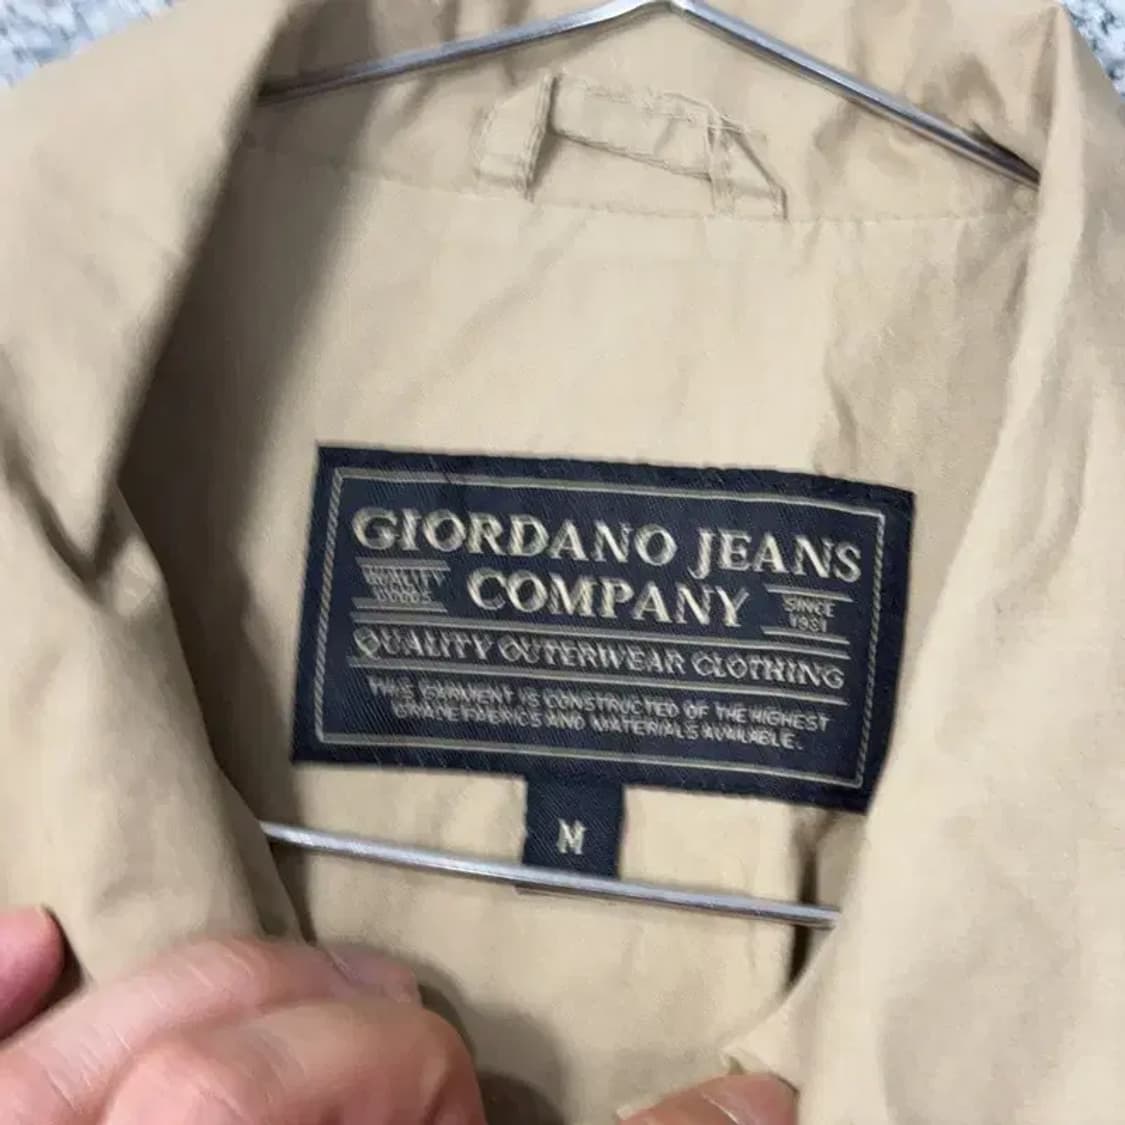 GIORDANO JEANS
COMPANY
QUALITY
GOODS
SINCE
1981
QUALITY OUTERWEAR CLOTHING
THIS GARMENT IS CONSTRUCTED OF THE HIGHEST
GRADE FABRICS AND MATERIALS AVAILABLE.
M